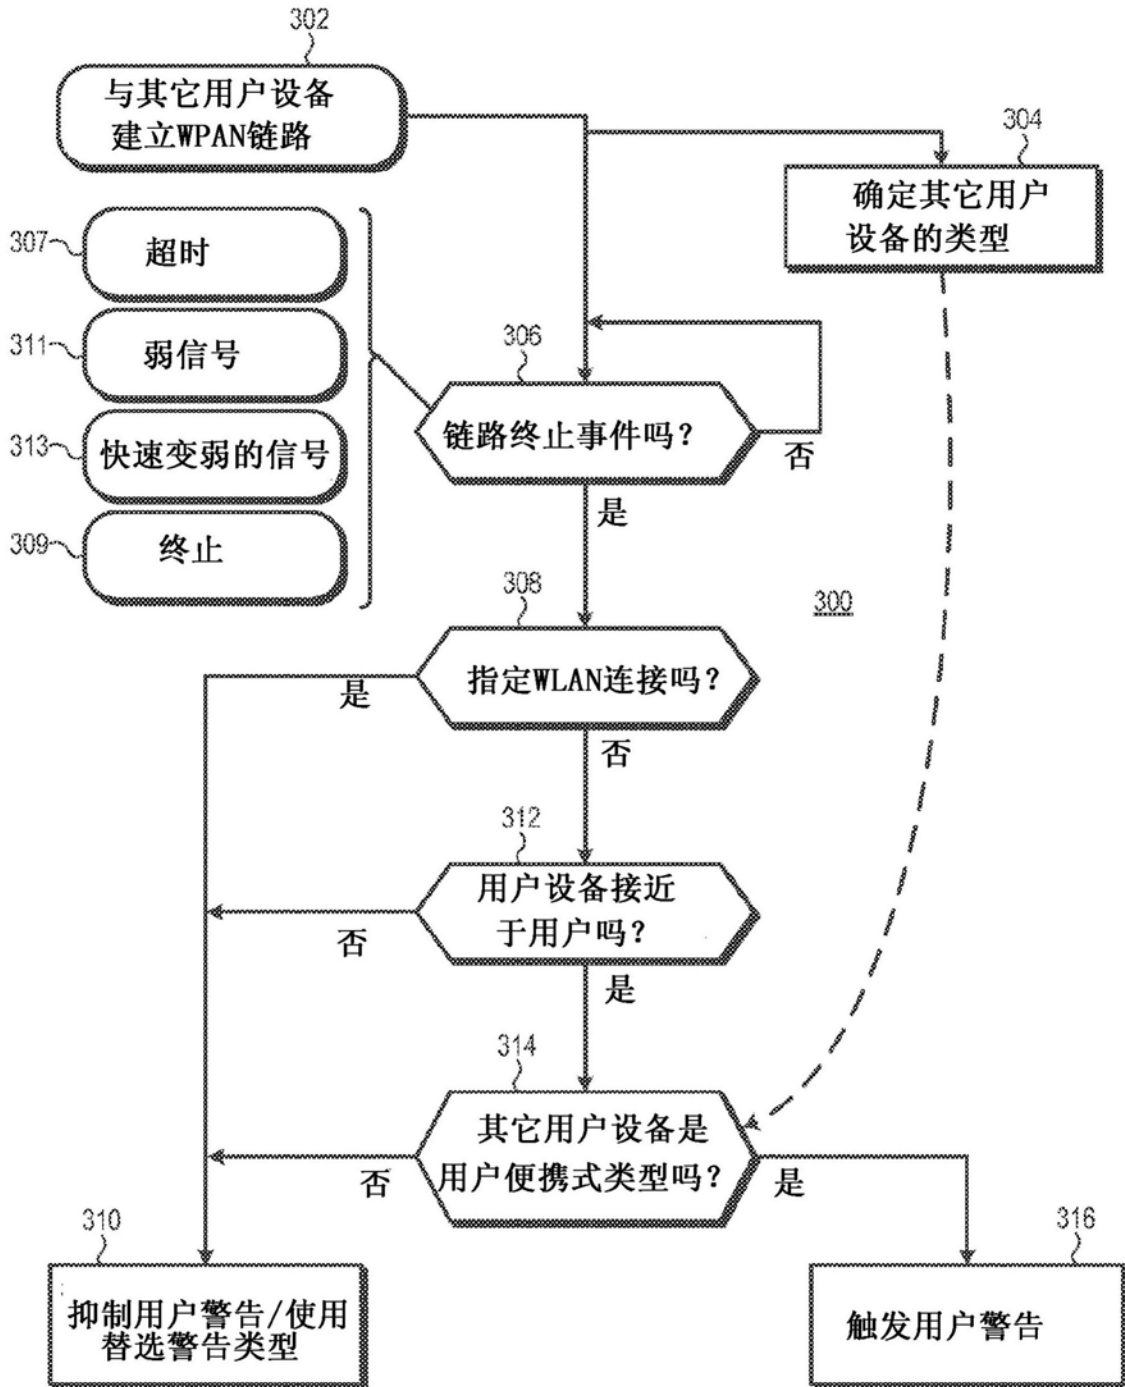 302
与其它用户设备
建立WPAN链路
304
确定其它用户
设备的类型
307
超时
311
弱信号
306
链路终止事件吗？
否
313
快速变弱的信号
是
309
终止
308
300
指定WLAN连接吗？
是
否
312
用户设备接近
于用户吗？
否
是
314
其它用户设备是
用户便携式类型吗？
否
是
310
抑制用户警告/使用
替选警告类型
316
触发用户警告